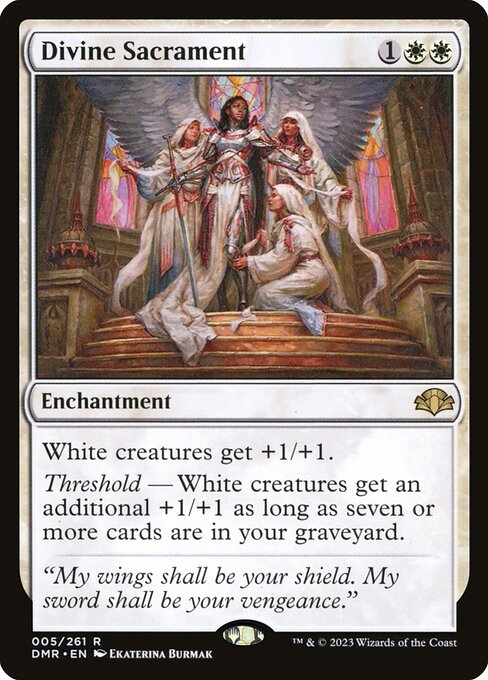 Divine Sacrament 1
Enchantment
White creatures get +1/+1.
Threshold — White creatures get an
additional +1/+1 as long as seven or
more cards are in your graveyard.
“My wings shall be your shield. My
sword shall be your vengeance.”
005/261 R ™ & © 2023 Wizards of the Coast
DMR • EN Ekaterina Burmak